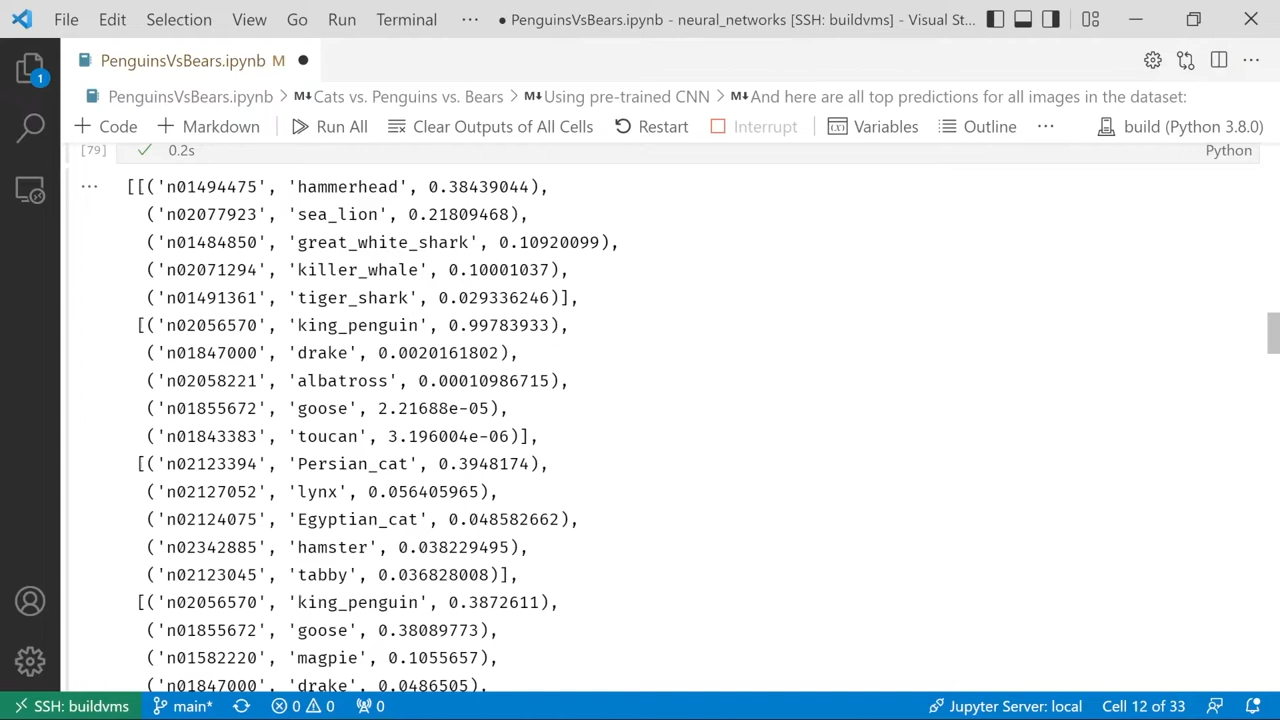 File Edit Selection View Go Run Terminal ··· ● PenguinsVsBears.ipynb - neural_networks [SSH: buildvms] - Visual St...
1
PenguinsVsBears.ipynb M ●
PenguinsVsBears.ipynb > M↓Cats vs. Penguins vs. Bears > M↓Using pre-trained CNN > M↓And here are all top predictions for all images in the dataset:
+ Code + Markdown Run All Clear Outputs of All Cells Restart Interrupt Variables Outline ··· build (Python 3.8.0)
[79] ✓ 0.2s Python
··· [[('n01494475', 'hammerhead', 0.38439044),
('n02077923', 'sea_lion', 0.21809468),
('n01484850', 'great_white_shark', 0.10920099),
('n02071294', 'killer_whale', 0.10001037),
('n01491361', 'tiger_shark', 0.029336246)],
[('n02056570', 'king_penguin', 0.99783933),
('n01847000', 'drake', 0.0020161802),
('n02058221', 'albatross', 0.00010986715),
('n01855672', 'goose', 2.21688e-05),
('n01843383', 'toucan', 3.196004e-06)],
[('n02123394', 'Persian_cat', 0.3948174),
('n02127052', 'lynx', 0.056405965),
('n02124075', 'Egyptian_cat', 0.048582662),
('n02342885', 'hamster', 0.038229495),
('n02123045', 'tabby', 0.036828008)],
[('n02056570', 'king_penguin', 0.3872611),
('n01855672', 'goose', 0.38089773),
('n01582220', 'magpie', 0.1055657),
('n01847000', 'drake', 0.0486505),
SSH: buildvms main* 0 0 0 Jupyter Server: local Cell 12 of 33